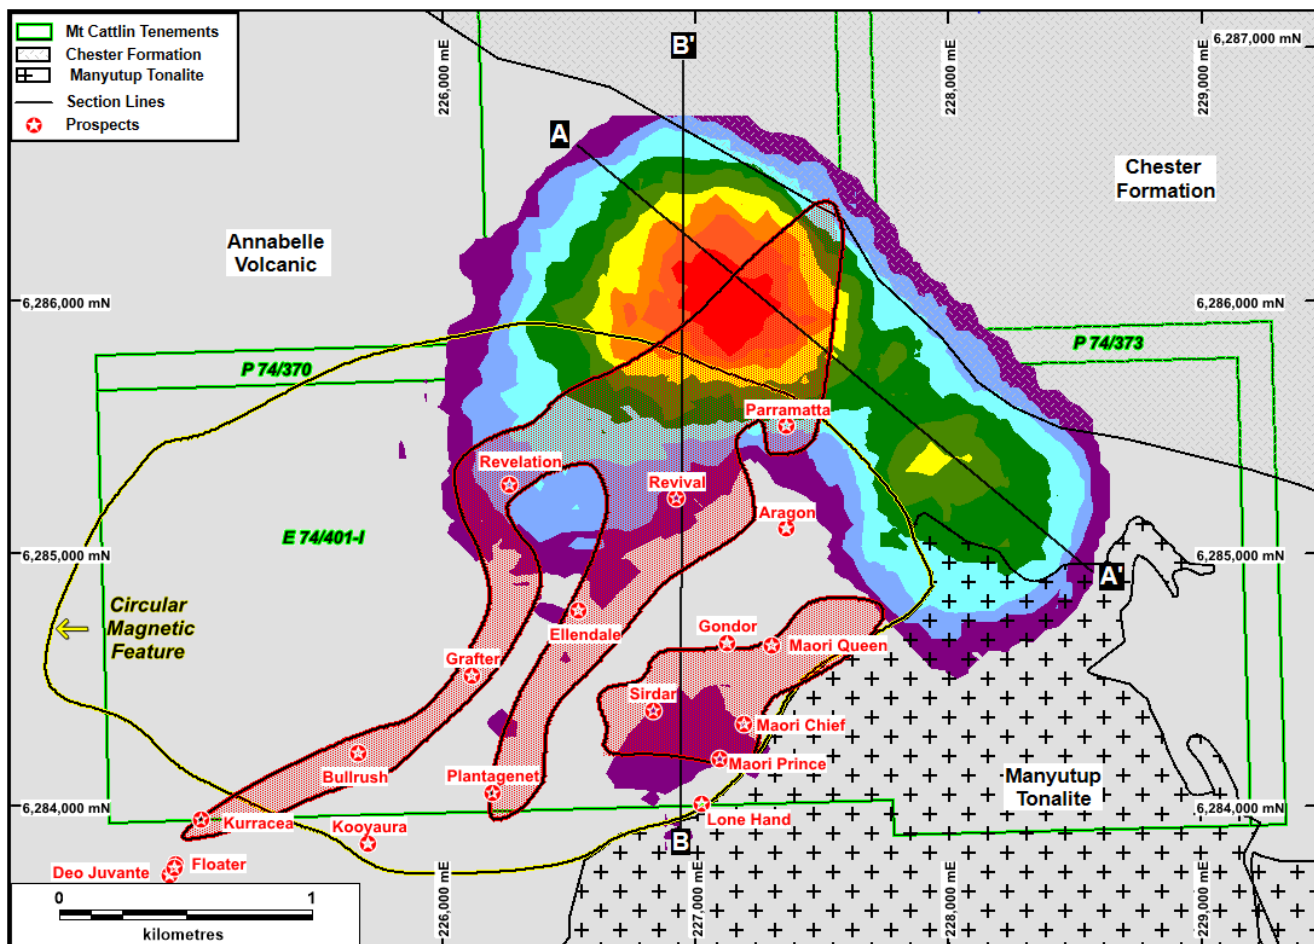 Mt Cattlin Tenements
Chester Formation
Manyutup Tonalite
Section Lines
Prospects
226,000 mE
B'
228,000 mE
229,000 mE
6,287,000 mN
A
Chester
Formation
Annabelle
Volcanic
6,286,000 mN
6,286,000 mN
P 74/370
P 74/373
Parramatta
Revelation
Revival
Aragon
E 74/401-I
6,285,000 mN
6,285,000 mN
A'
Circular
Magnetic
Feature
Ellendale
Gondor
Maori Queen
Grafter
Sirdar
Maori Chief
Bullrush
Plantagenet
Maori Prince
Manyutup
Tonalite
6,284,000 mN
6,284,000 mN
Kurracea
Kooyaura
Lone Hand
B
Deo Juvante
Floater
226,000 mE
227,000 mE
228,000 mE
229,000 mE
0
1
kilometres